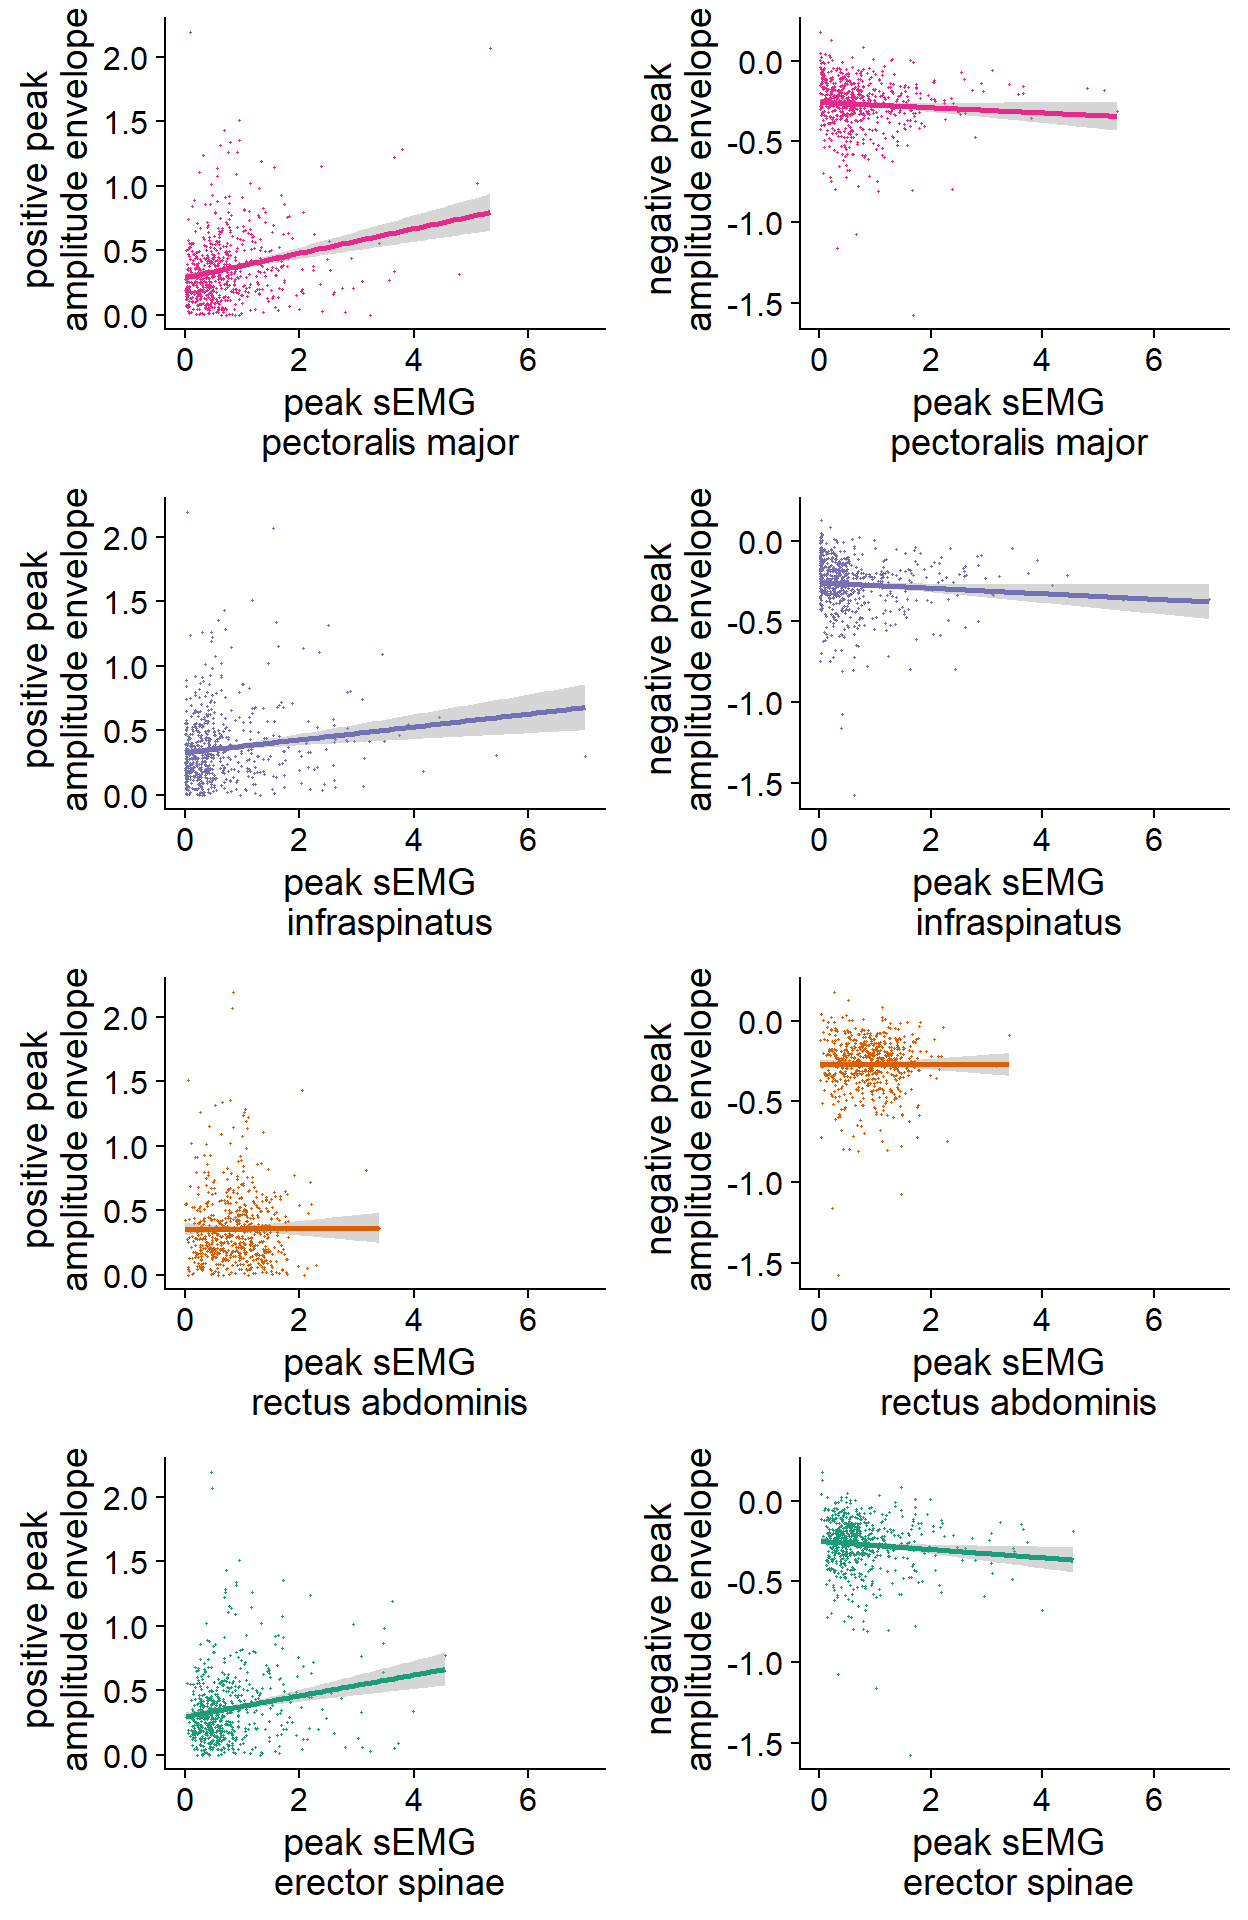 positive peak
amplitude envelope
2.0
1.5
1.0
0.5
0.0
0 2 4 6
peak sEMG
pectoralis major
negative peak
amplitude envelope
0.0
-0.5
-1.0
-1.5
0 2 4 6
peak sEMG
pectoralis major
positive peak
amplitude envelope
2.0
1.5
1.0
0.5
0.0
0 2 4 6
peak sEMG
infraspinatus
negative peak
amplitude envelope
0.0
-0.5
-1.0
-1.5
0 2 4 6
peak sEMG
infraspinatus
positive peak
amplitude envelope
2.0
1.5
1.0
0.5
0.0
0 2 4 6
peak sEMG
rectus abdominis
negative peak
amplitude envelope
0.0
-0.5
-1.0
-1.5
0 2 4 6
peak sEMG
rectus abdominis
positive peak
amplitude envelope
2.0
1.5
1.0
0.5
0.0
0 2 4 6
peak sEMG
erector spinae
negative peak
amplitude envelope
0.0
-0.5
-1.0
-1.5
0 2 4 6
peak sEMG
erector spinae